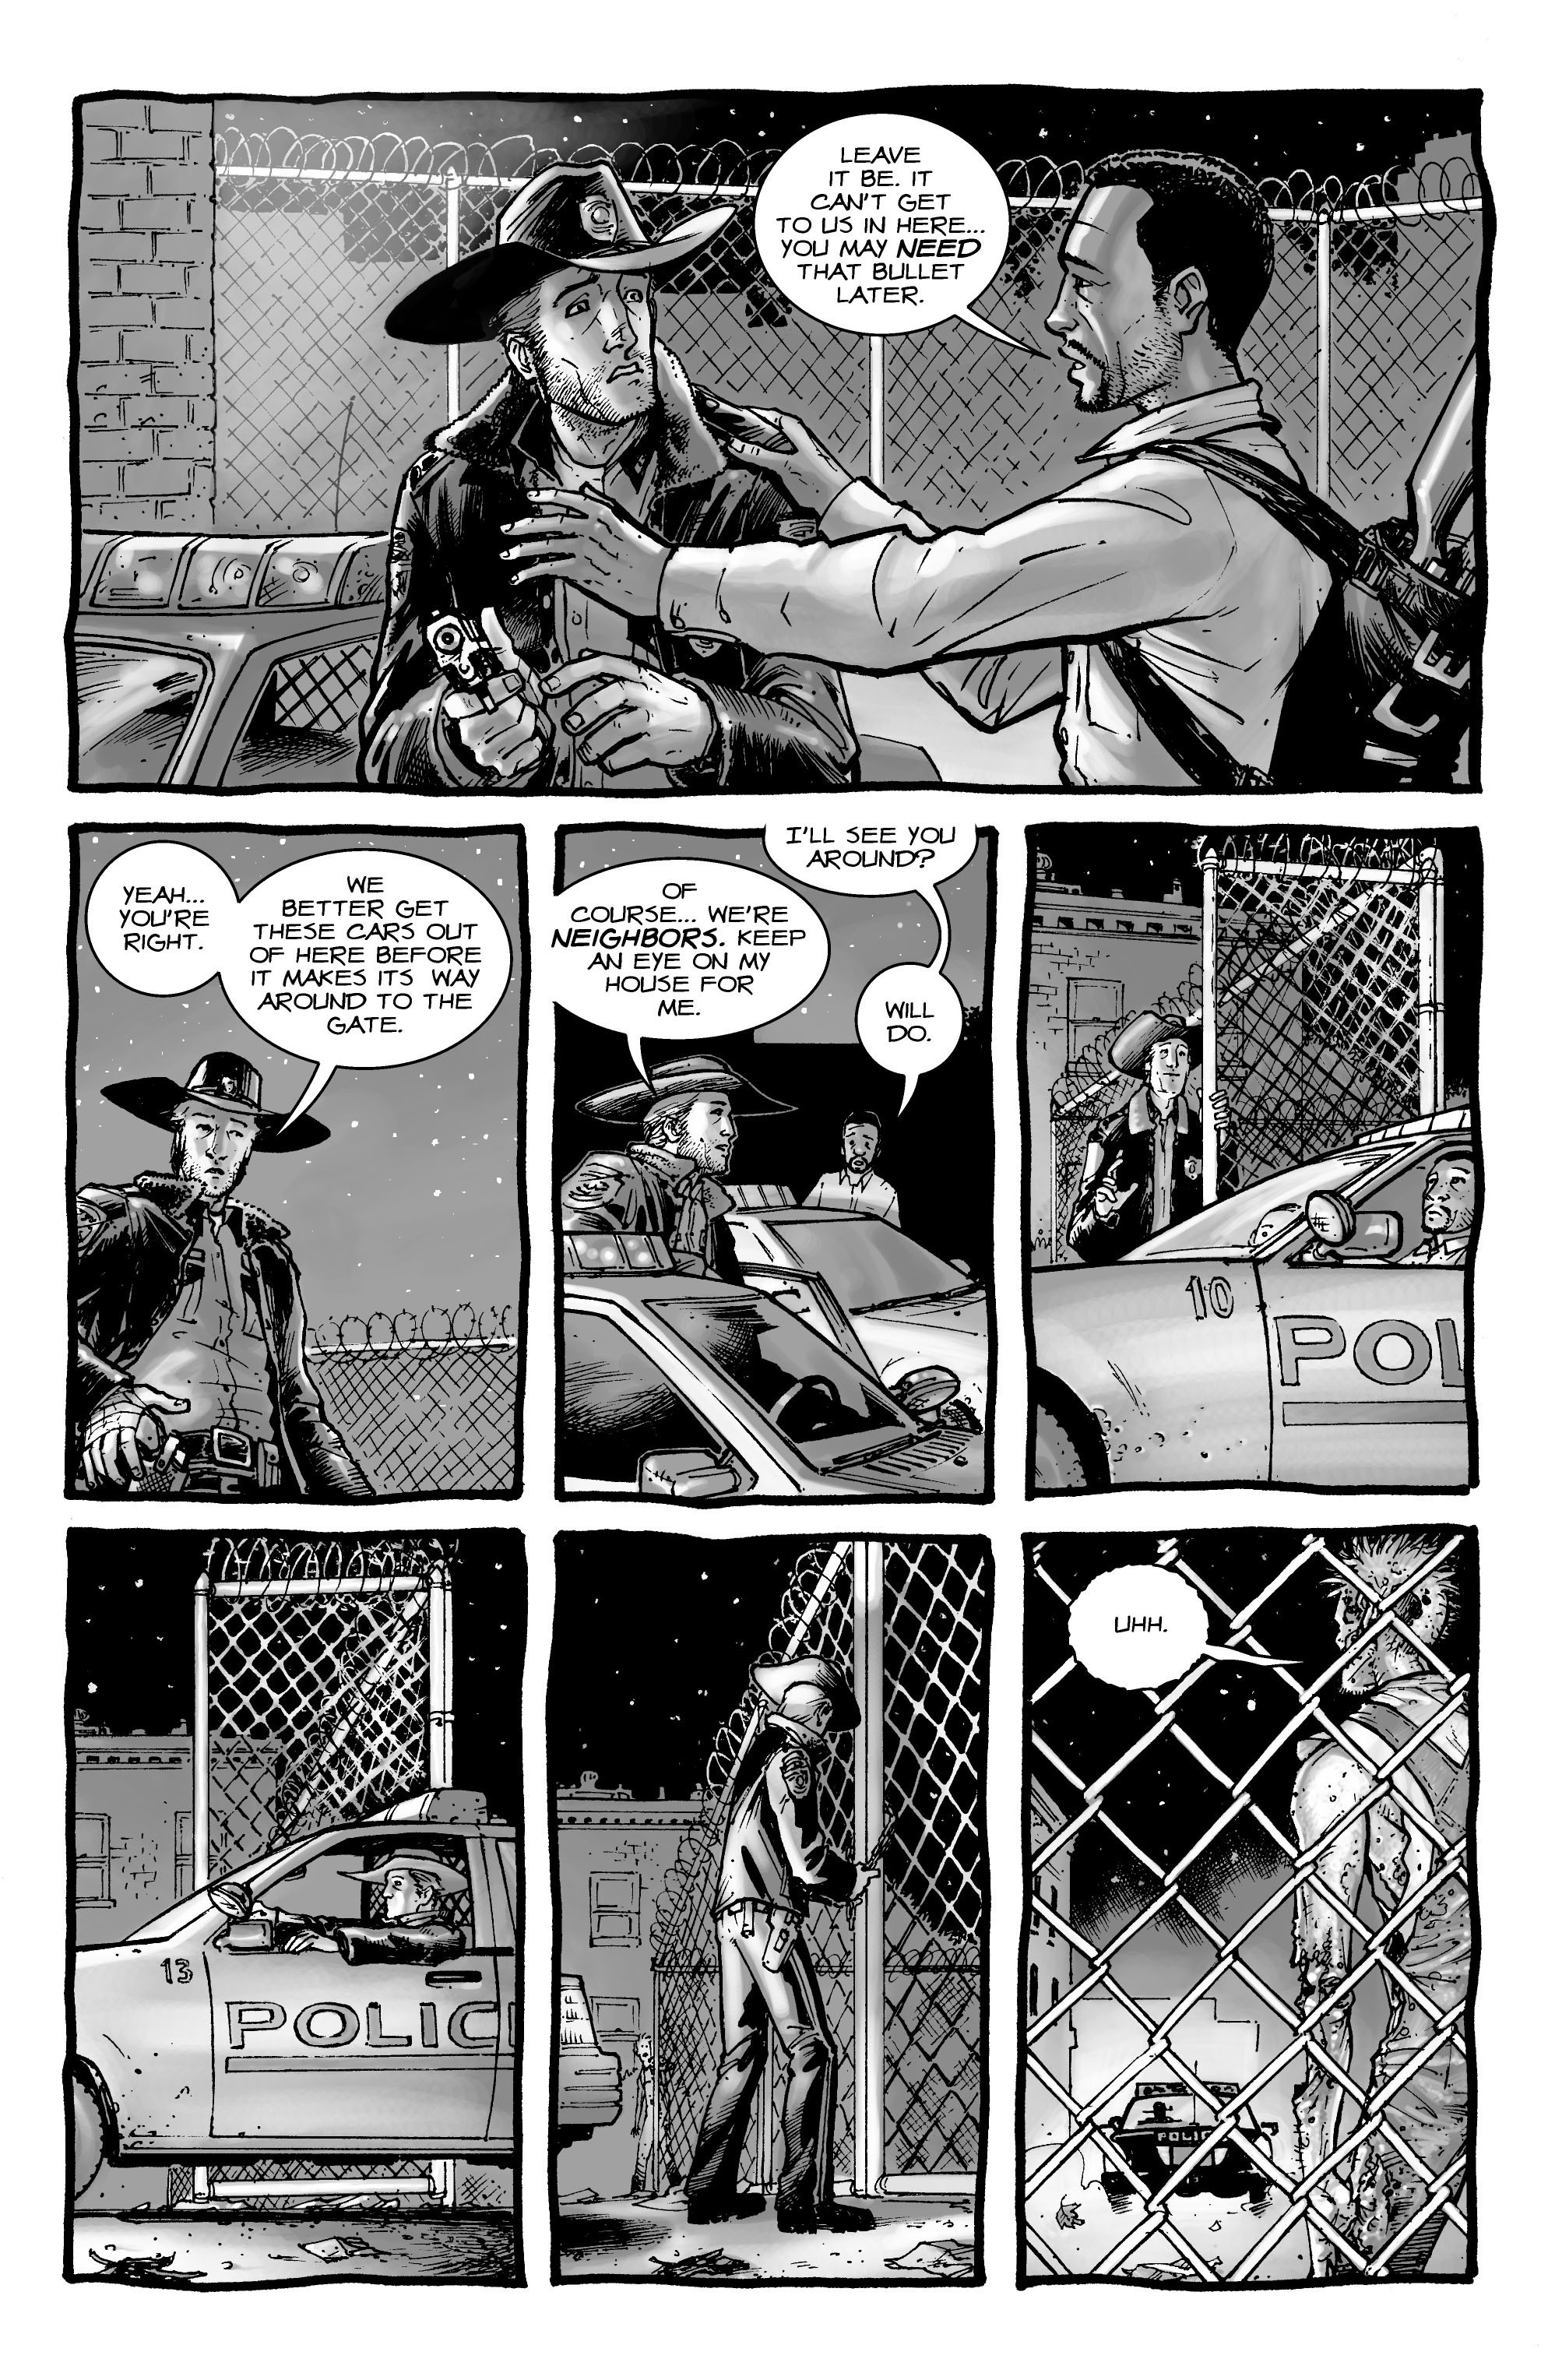 LEAVE
IT BE. IT
CAN'T GET
TO US IN HERE...
YOU MAY NEED
THAT BULLET
LATER.
YEAH...
YOU'RE
RIGHT.
WE
BETTER GET
THESE CARS OUT
OF HERE BEFORE
IT MAKES ITS WAY
AROUND TO THE
GATE.
I'LL SEE YOU
AROUND?
OF
COURSE... WE'RE
NEIGHBORS. KEEP
AN EYE ON MY
HOUSE FOR
ME.
WILL
DO.
10
POL
13
POLIC
UHH.
POLICE